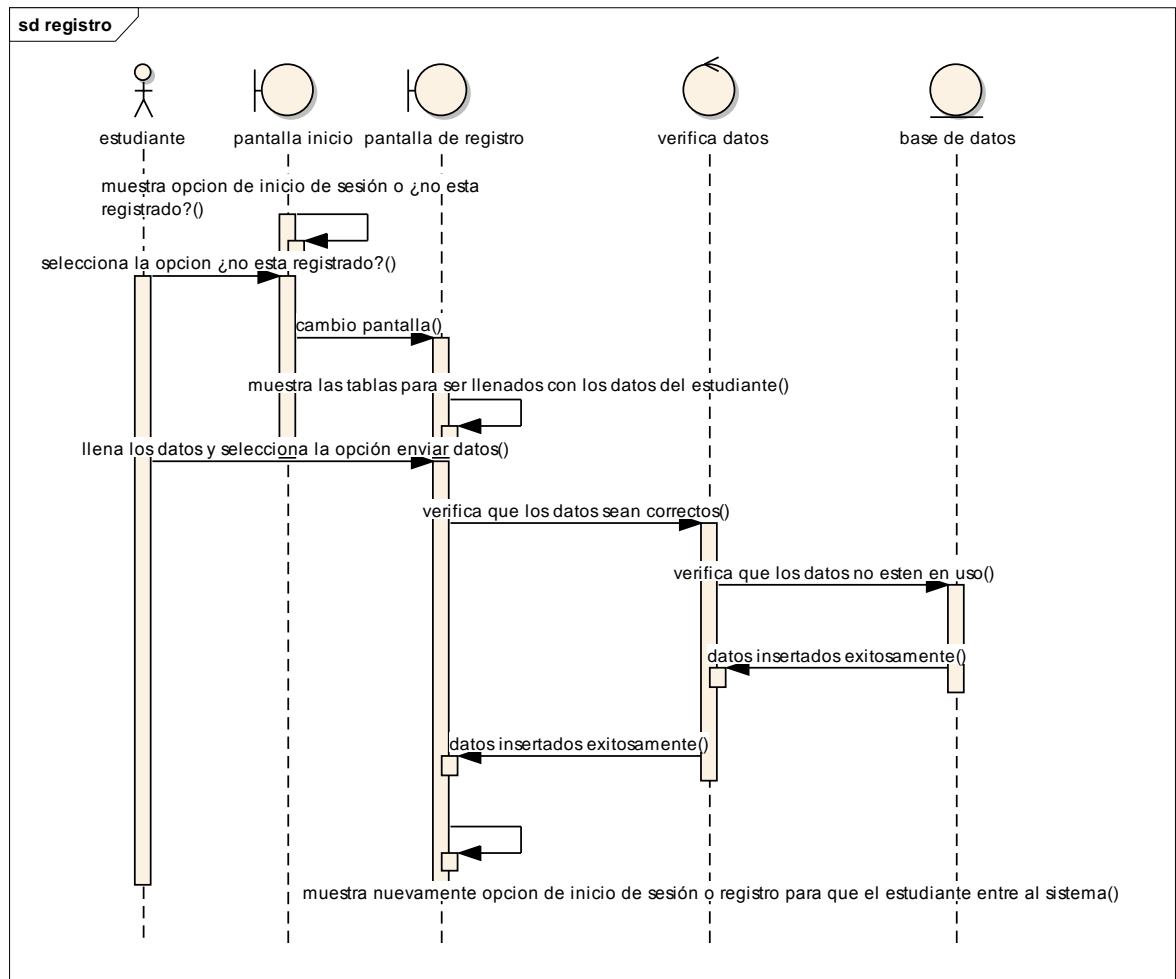 sd registro
estudiante
pantalla inicio
pantalla de registro
verifica datos
base de datos
muestra opcion de inicio de sesión o ¿no esta
registrado?()
selecciona la opcion ¿no esta registrado?()
cambio pantalla()
muestra las tablas para ser llenados con los datos del estudiante()
llena los datos y selecciona la opción enviar datos()
verifica que los datos sean correctos()
verifica que los datos no esten en uso()
datos insertados exitosamente()
datos insertados exitosamente()
muestra nuevamente opcion de inicio de sesión o registro para que el estudiante entre al sistema()